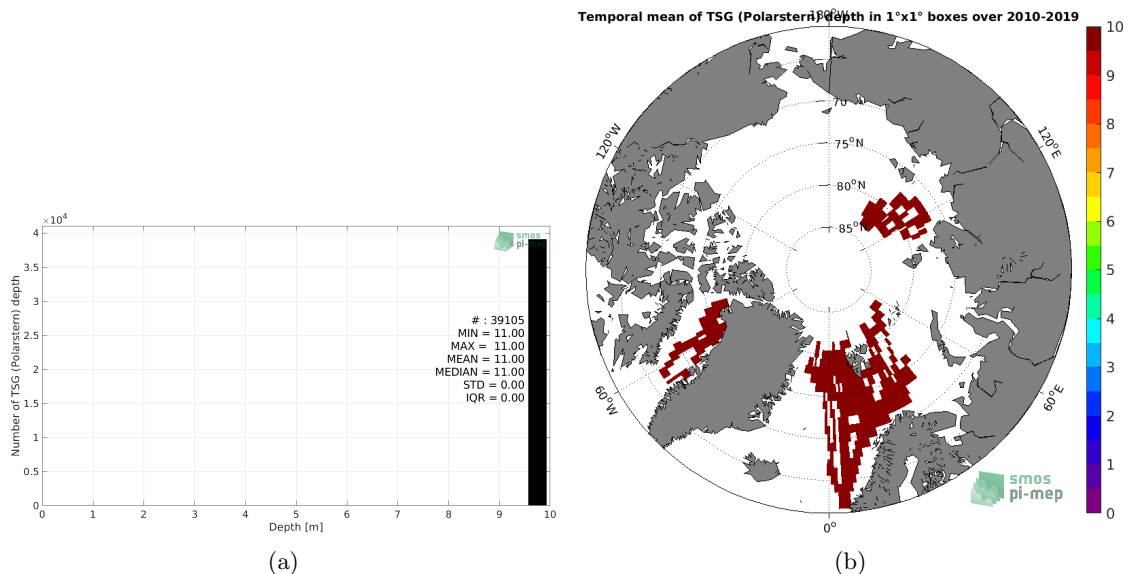 Temporal mean of TSG (Polarstern) depth in 1°x1° boxes over 2010-2019
180°W
120°W
120°E
60°W
60°E
0°
70°N
75°N
80°N
85°N
10
9
8
7
6
5
4
3
2
1
0
smos
pi-mep
×10⁴
4
3.5
3
2.5
2
1.5
1
0.5
0
Number of TSG (Polarstern) depth
smos
pi-mep
# : 39105
MIN = 11.00
MAX = 11.00
MEAN = 11.00
MEDIAN = 11.00
STD = 0.00
IQR = 0.00
0 1 2 3 4 5 6 7 8 9 10
Depth [m]
(a)
(b)